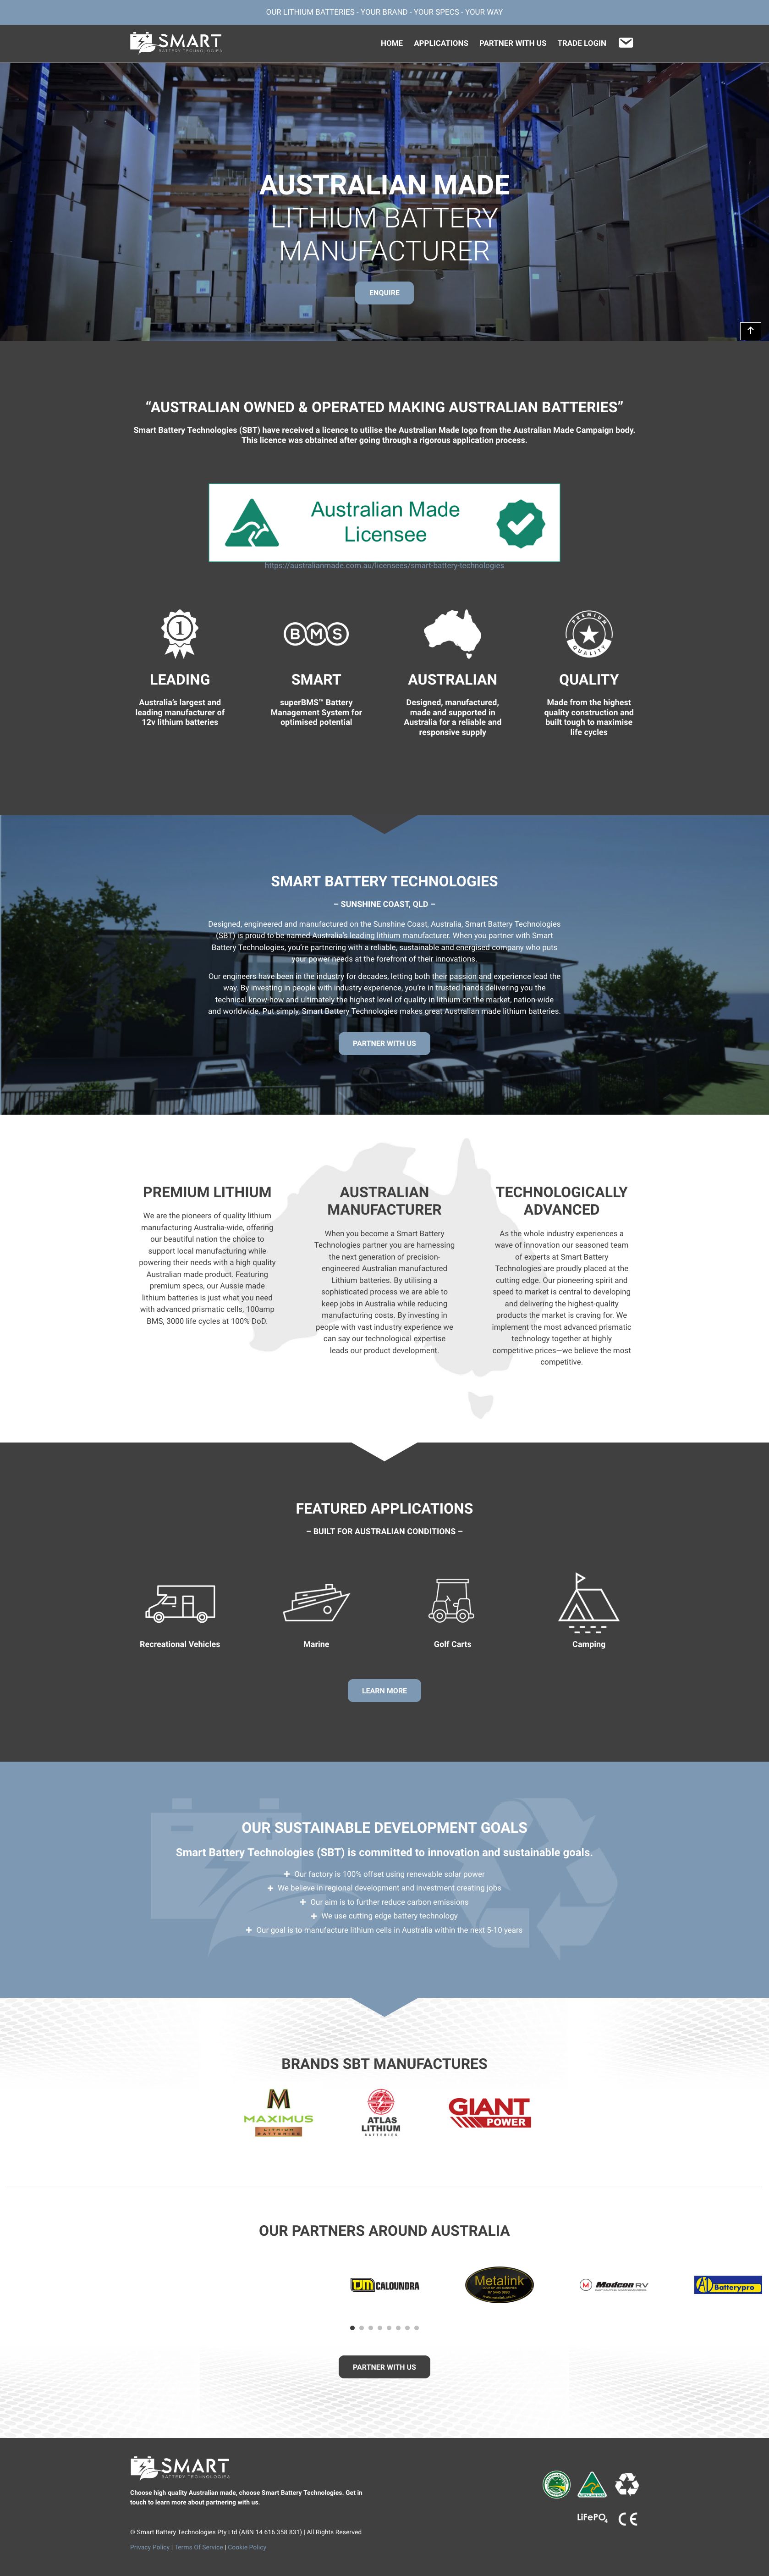 OUR LITHIUM BATTERIES - YOUR BRAND - YOUR SPECS - YOUR WAY
SMART
BATTERY TECHNOLOGIES
HOME
APPLICATIONS
PARTNER WITH US
TRADE LOGIN
AUSTRALIAN MADE
LITHIUM BATTERY
MANUFACTURER
ENQUIRE
“AUSTRALIAN OWNED & OPERATED MAKING AUSTRALIAN BATTERIES”
Smart Battery Technologies (SBT) have received a licence to utilise the Australian Made logo from the Australian Made Campaign body.
This licence was obtained after going through a rigorous application process.
Australian Made
Licensee
https://australianmade.com.au/licensees/smart-battery-technologies
1
LEADING
Australia's largest and
leading manufacturer of
12v lithium batteries
BMS
SMART
superBMS™ Battery
Management System for
optimised potential
AUSTRALIAN
Designed, manufactured,
made and supported in
Australia for a reliable and
responsive supply
PREMIUM
QUALITY
QUALITY
Made from the highest
quality construction and
built tough to maximise
life cycles
SMART BATTERY TECHNOLOGIES
– SUNSHINE COAST, QLD –
Designed, engineered and manufactured on the Sunshine Coast, Australia, Smart Battery Technologies
(SBT) is proud to be named Australia's leading lithium manufacturer. When you partner with Smart
Battery Technologies, you're partnering with a reliable, sustainable and energised company who puts
your power needs at the forefront of their innovations.
Our engineers have been in the industry for decades, letting both their passion and experience lead the
way. By investing in people with industry experience, you're in trusted hands delivering you the
technical know-how and ultimately the highest level of quality in lithium on the market, nation-wide
and worldwide. Put simply, Smart Battery Technologies makes great Australian made lithium batteries.
PARTNER WITH US
PREMIUM LITHIUM
We are the pioneers of quality lithium
manufacturing Australia-wide, offering
our beautiful nation the choice to
support local manufacturing while
powering their needs with a high quality
Australian made product. Featuring
premium specs, our Aussie made
lithium batteries is just what you need
with advanced prismatic cells, 100amp
BMS, 3000 life cycles at 100% DoD.
AUSTRALIAN
MANUFACTURER
When you become a Smart Battery
Technologies partner you are harnessing
the next generation of precision-
engineered Australian manufactured
Lithium batteries. By utilising a
sophisticated process we are able to
keep jobs in Australia while reducing
manufacturing costs. By investing in
people with vast industry experience we
can say our technological expertise
leads our product development.
TECHNOLOGICALLY
ADVANCED
As the whole industry experiences a
wave of innovation our seasoned team
of experts at Smart Battery
Technologies are proudly placed at the
cutting edge. Our pioneering spirit and
speed to market is central to developing
and delivering the highest-quality
products the market is craving for. We
implement the most advanced prismatic
technology together at highly
competitive prices—we believe the most
competitive.
FEATURED APPLICATIONS
– BUILT FOR AUSTRALIAN CONDITIONS –
Recreational Vehicles
Marine
Golf Carts
Camping
LEARN MORE
OUR SUSTAINABLE DEVELOPMENT GOALS
Smart Battery Technologies (SBT) is committed to innovation and sustainable goals.
Our factory is 100% offset using renewable solar power
We believe in regional development and investment creating jobs
Our aim is to further reduce carbon emissions
We use cutting edge battery technology
Our goal is to manufacture lithium cells in Australia within the next 5-10 years
BRANDS SBT MANUFACTURES
M
MAXIMUS
LITHIUM
BATTERIES
ATLAS
LITHIUM
BATTERIES
GIANT
POWER
OUR PARTNERS AROUND AUSTRALIA
TJM CALOUNDRA
Metalink
M Modcon RV
A1 Batterypro
PARTNER WITH US
SMART
BATTERY TECHNOLOGIES
Choose high quality Australian made, choose Smart Battery Technologies. Get in
touch to learn more about partnering with us.
LiFePO4
CE
© Smart Battery Technologies Pty Ltd (ABN 14 616 358 831) | All Rights Reserved
Privacy Policy | Terms Of Service | Cookie Policy